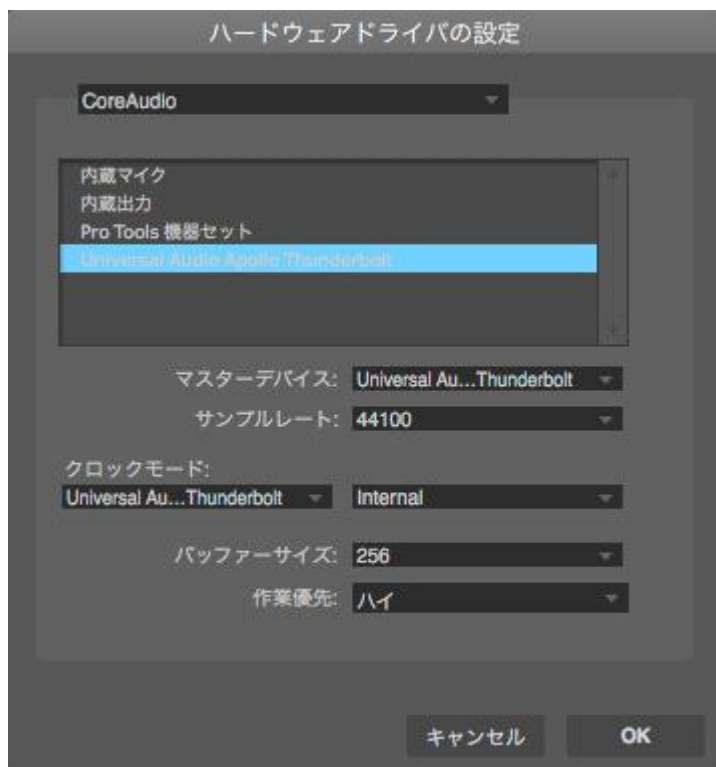 ハードウェアドライバの設定
CoreAudio
内蔵マイク
内蔵出力
Pro Tools 機器セット
Universal Audio Apollo Thunderbolt
マスターデバイス: Universal Au...Thunderbolt
サンプルレート: 44100
クロックモード:
Universal Au...Thunderbolt Internal
バッファーサイズ: 256
作業優先: ハイ
キャンセル OK